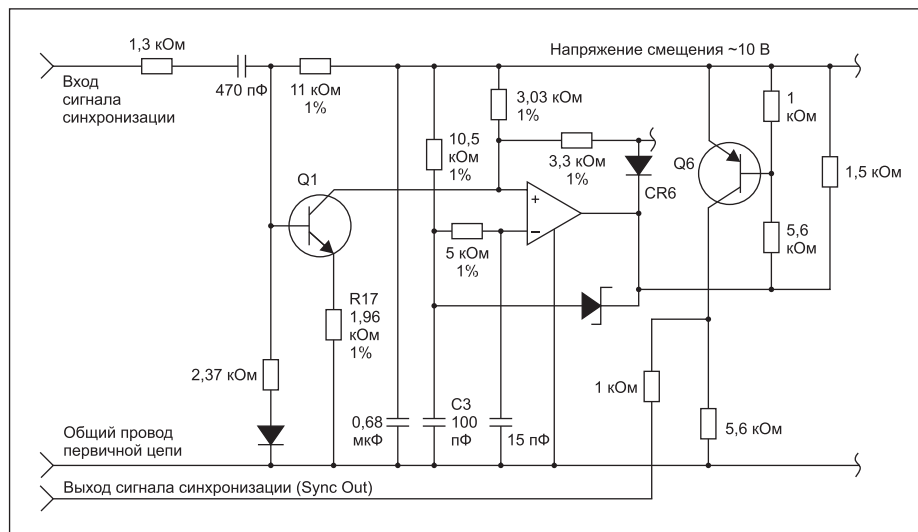 1,3 кОм
Напряжение смещения ~10 В
Вход
сигнала
синхронизации
470 пФ
11 кОм
1%
3,03 кОм
1%
1
кОм
10,5
кОм
1%
3,3 кОм
1%
Q6
1,5 кОм
Q1
CR6
+
–
5 кОм
1%
5,6
кОм
R17
1,96
кОм
1%
2,37 кОм
1 кОм
0,68
мкФ
C3
100
пФ
15 пФ
5,6 кОм
Общий провод
первичной цепи
Выход сигнала синхронизации (Sync Out)